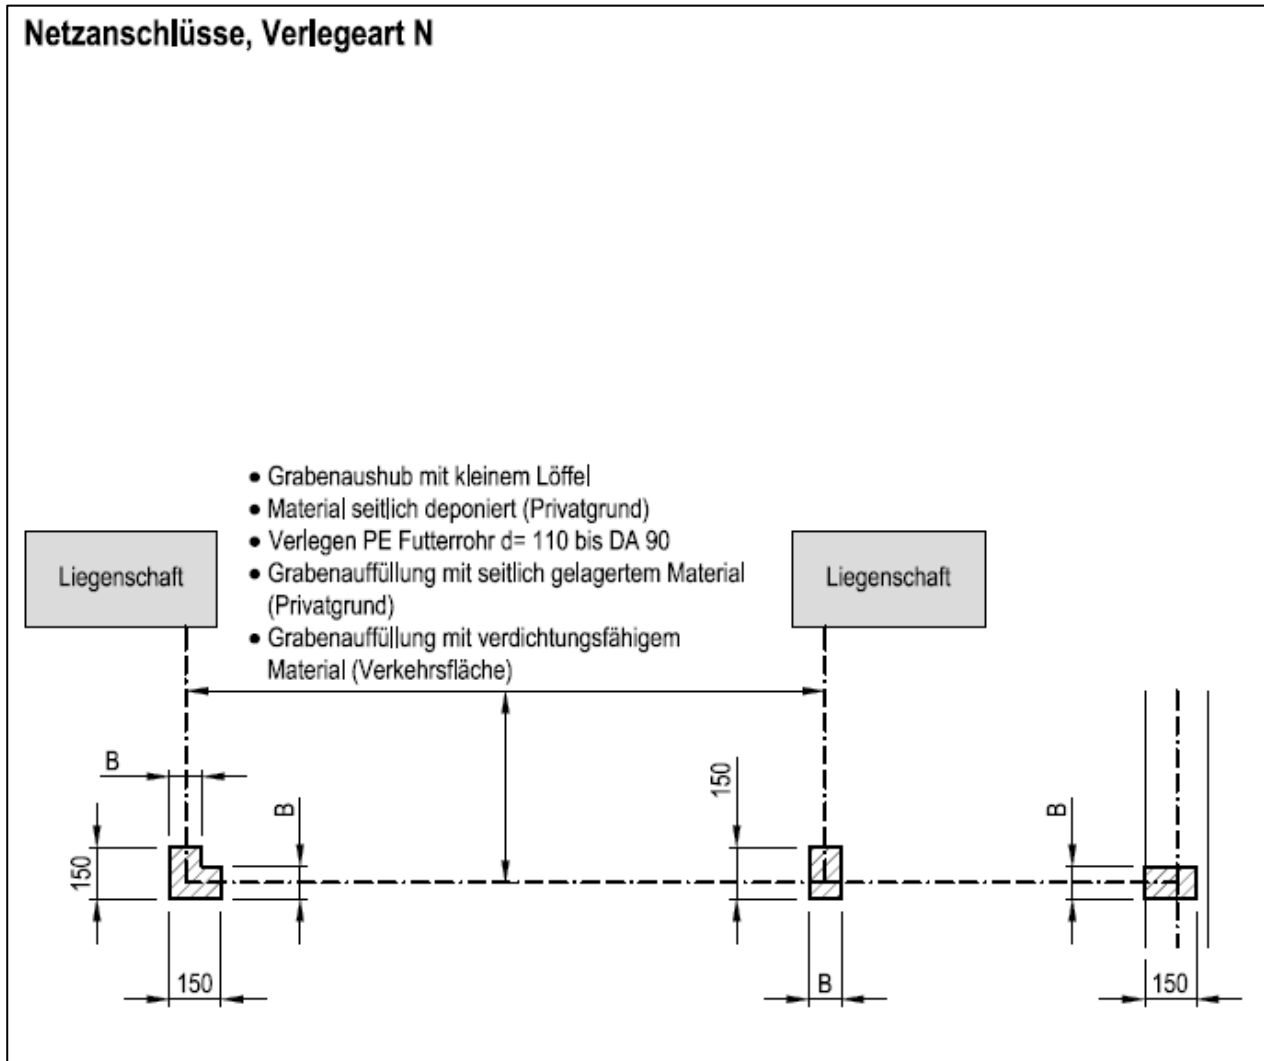 Netzanschlüsse, Verlegeart N
• Grabenaushub mit kleinem Löffel
• Material seitlich deponiert (Privatgrund)
• Verlegen PE Futterrohr d= 110 bis DA 90
• Grabenauffüllung mit seitlich gelagertem Material
(Privatgrund)
• Grabenauffüllung mit verdichtungsfähigem
Material (Verkehrsfläche)
Liegenschaft
Liegenschaft
B
B
150
150
150
B
B
150